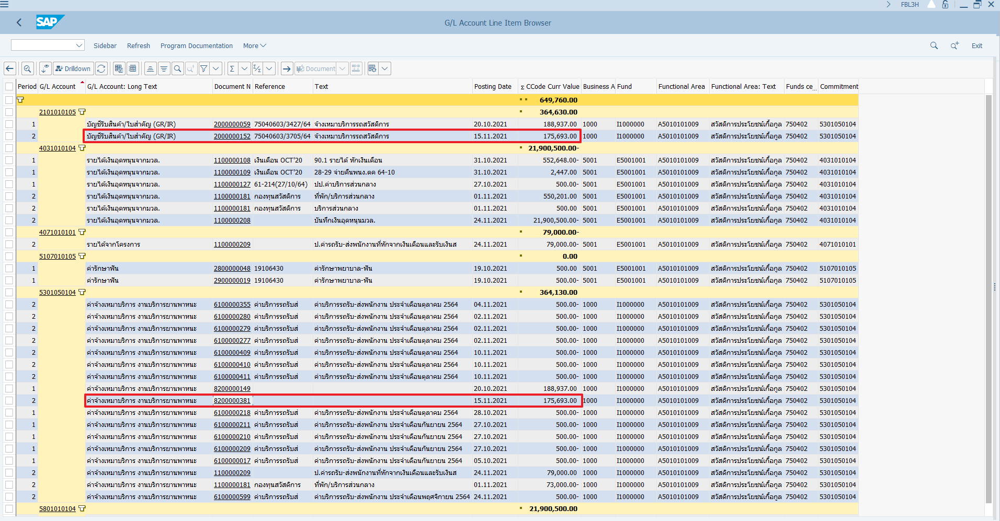 FBL3H
SAP
G/L Account Line Item Browser
Sidebar Refresh Program Documentation More Exit
Drilldown Document
Period G/L Account G/L Account: Long Text Document N Reference Text Posting Date Σ CCode Curr Value Business A Fund Functional Area Functional Area: Text Funds ce... Commitment
649,760.00
2101010105 364,630.00
1 บัญชีรับสินค้า/ใบสำคัญ (GR/IR) 2000000059 75040603/3427/64 จ้างเหมาบริการรถสวัสดิการ 20.10.2021 188,937.00 1000 I1000000 A5010101009 สวัสดิการประโยชน์เกื้อกูล 750402 5301050104
2 บัญชีรับสินค้า/ใบสำคัญ (GR/IR) 2000000152 75040603/3705/64 จ้างเหมาบริการรถสวัสดิการ 15.11.2021 175,693.00 1000 I1000000 A5010101009 สวัสดิการประโยชน์เกื้อกูล 750402 5301050104
4031010104 21,900,500.00-
1 รายได้เงินอุดหนุนจากมวล. 1100000108 เงินเดือน OCT'20 90.1 รายได้ หักเงินเดือน 31.10.2021 552,648.00- 5001 E5001001 A5010101009 สวัสดิการประโยชน์เกื้อกูล 750402 4031010104
1 รายได้เงินอุดหนุนจากมวล. 1100000109 เงินเดือน OCT'20 28-29 จ่ายคืนพนง.ตค 64-10 31.10.2021 2,447.00 5001 E5001001 A5010101009 สวัสดิการประโยชน์เกื้อกูล 750402 4031010104
1 รายได้เงินอุดหนุนจากมวล. 1100000127 61-214(27/10/64) ปป.ค่าบริการส่วนกลาง 27.10.2021 500.00- 5001 E5001001 A5010101009 สวัสดิการประโยชน์เกื้อกูล 750402 4031010104
2 รายได้เงินอุดหนุนจากมวล. 1100000181 กองทุนสวัสดิการ ที่พัก/บริการส่วนกลาง 01.11.2021 550,201.00 5001 E5001001 A5010101009 สวัสดิการประโยชน์เกื้อกูล 750402 4031010104
2 รายได้เงินอุดหนุนจากมวล. 1100000181 กองทุนสวัสดิการ บริการส่วนกลาง 01.11.2021 500.00 5001 E5001001 A5010101009 สวัสดิการประโยชน์เกื้อกูล 750402 4031010104
2 รายได้เงินอุดหนุนจากมวล. 1100000208 บันทึกเงินอุดหนุนมวล. 24.11.2021 21,900,500.00- 5001 E5001001 A5010101009 สวัสดิการประโยชน์เกื้อกูล 750402 4031010104
4071010101 79,000.00-
2 รายได้จากโครงการ 1100000209 ป.ค่ารถรับ-ส่งพนักงานที่หักจากเงินเดือนและรับเงินส 24.11.2021 79,000.00- 5001 E5001001 A5010101009 สวัสดิการประโยชน์เกื้อกูล 750402 4071010101
5107010105 0.00
1 ค่ารักษาฟัน 2800000048 19106430 ค่ารักษาพยาบาล-ฟัน 19.10.2021 500.00 5001 E5001001 A5010101009 สวัสดิการประโยชน์เกื้อกูล 750402 5107010105
1 ค่ารักษาฟัน 2900000019 19106430 ค่ารักษาพยาบาล-ฟัน 19.10.2021 500.00- 5001 E5001001 A5010101009 สวัสดิการประโยชน์เกื้อกูล 750402 5107010105
5301050104 364,130.00
2 ค่าจ้างเหมาบริการ งานบริการยานพาหนะ 6100000355 ค่าบริการรถรับส่ ค่าบริการรถรับ-ส่งพนักงาน ประจำเดือนตุลาคม 2564 04.11.2021 500.00- 1000 I1000000 A5010101009 สวัสดิการประโยชน์เกื้อกูล 750402 5301050104
2 ค่าจ้างเหมาบริการ งานบริการยานพาหนะ 6100000280 ค่าบริการรถรับส่ ค่าบริการรถรับ-ส่งพนักงาน ประจำเดือนตุลาคม 2564 02.11.2021 500.00- 1000 I1000000 A5010101009 สวัสดิการประโยชน์เกื้อกูล 750402 5301050104
2 ค่าจ้างเหมาบริการ งานบริการยานพาหนะ 6100000279 ค่าบริการรถรับส่ ค่าบริการรถรับ-ส่งพนักงาน ประจำเดือนตุลาคม 2564 02.11.2021 500.00- 1000 I1000000 A5010101009 สวัสดิการประโยชน์เกื้อกูล 750402 5301050104
2 ค่าจ้างเหมาบริการ งานบริการยานพาหนะ 6100000277 ค่าบริการรถรับส่ ค่าบริการรถรับ-ส่งพนักงาน ประจำเดือนตุลาคม 2564 02.11.2021 500.00- 1000 I1000000 A5010101009 สวัสดิการประโยชน์เกื้อกูล 750402 5301050104
2 ค่าจ้างเหมาบริการ งานบริการยานพาหนะ 6100000409 ค่าบริการรถรับส่ ค่าบริการรถรับ-ส่งพนักงาน ประจำเดือนตุลาคม 2564 10.11.2021 500.00- 1000 I1000000 A5010101009 สวัสดิการประโยชน์เกื้อกูล 750402 5301050104
2 ค่าจ้างเหมาบริการ งานบริการยานพาหนะ 6100000410 ค่าบริการรถรับส่ ค่าบริการรถรับ-ส่งพนักงาน ประจำเดือนตุลาคม 2564 10.11.2021 500.00- 1000 I1000000 A5010101009 สวัสดิการประโยชน์เกื้อกูล 750402 5301050104
2 ค่าจ้างเหมาบริการ งานบริการยานพาหนะ 6100000411 ค่าบริการรถรับส่ ค่าบริการรถรับ-ส่งพนักงาน ประจำเดือนตุลาคม 2564 10.11.2021 500.00- 1000 I1000000 A5010101009 สวัสดิการประโยชน์เกื้อกูล 750402 5301050104
1 ค่าจ้างเหมาบริการ งานบริการยานพาหนะ 8200000149 20.10.2021 188,937.00 1000 I1000000 A5010101009 สวัสดิการประโยชน์เกื้อกูล 750402 5301050104
2 ค่าจ้างเหมาบริการ งานบริการยานพาหนะ 8200000381 15.11.2021 175,693.00 1000 I1000000 A5010101009 สวัสดิการประโยชน์เกื้อกูล 750402 5301050104
1 ค่าจ้างเหมาบริการ งานบริการยานพาหนะ 6100000218 ค่าบริการรถรับส่ ค่าบริการรถรับ-ส่งพนักงาน ประจำเดือนตุลาคม 2564 28.10.2021 500.00- 1000 I1000000 A5010101009 สวัสดิการประโยชน์เกื้อกูล 750402 5301050104
1 ค่าจ้างเหมาบริการ งานบริการยานพาหนะ 6100000211 ค่าบริการรถรับส่ ค่าบริการรถรับ-ส่งพนักงาน ประจำเดือนกันยายน 2564 27.10.2021 500.00- 1000 I1000000 A5010101009 สวัสดิการประโยชน์เกื้อกูล 750402 5301050104
1 ค่าจ้างเหมาบริการ งานบริการยานพาหนะ 6100000210 ค่าบริการรถรับส่ ค่าบริการรถรับ-ส่งพนักงาน ประจำเดือนกันยายน 2564 27.10.2021 500.00- 1000 I1000000 A5010101009 สวัสดิการประโยชน์เกื้อกูล 750402 5301050104
1 ค่าจ้างเหมาบริการ งานบริการยานพาหนะ 6100000209 ค่าบริการรถรับส่ ค่าบริการรถรับ-ส่งพนักงาน ประจำเดือนกันยายน 2564 27.10.2021 500.00- 1000 I1000000 A5010101009 สวัสดิการประโยชน์เกื้อกูล 750402 5301050104
1 ค่าจ้างเหมาบริการ งานบริการยานพาหนะ 6100000017 ค่าบริการรถรับส่ ค่าบริการรถรับ-ส่งพนักงาน ประจำเดือนกันยายน 2564 05.10.2021 500.00- 1000 I1000000 A5010101009 สวัสดิการประโยชน์เกื้อกูล 750402 5301050104
2 ค่าจ้างเหมาบริการ งานบริการยานพาหนะ 1100000209 ป.ค่ารถรับ-ส่งพนักงานที่หักจากเงินเดือนและรับเงินส 24.11.2021 79,000.00 1000 I1000000 A5010101009 สวัสดิการประโยชน์เกื้อกูล 750402 5301050104
2 ค่าจ้างเหมาบริการ งานบริการยานพาหนะ 1100000181 กองทุนสวัสดิการ ที่พัก/บริการส่วนกลาง 01.11.2021 73,000.00 1000 I1000000 A5010101009 สวัสดิการประโยชน์เกื้อกูล 750402 5301050104
2 ค่าจ้างเหมาบริการ งานบริการยานพาหนะ 6100000599 ค่าบริการรถรับส่ ค่าบริการรถรับ-ส่งพนักงาน ประจำเดือนพฤศจิกายน 2564 24.11.2021 500.00- 1000 I1000000 A5010101009 สวัสดิการประโยชน์เกื้อกูล 750402 5301050104
5801010104 21,900,500.00